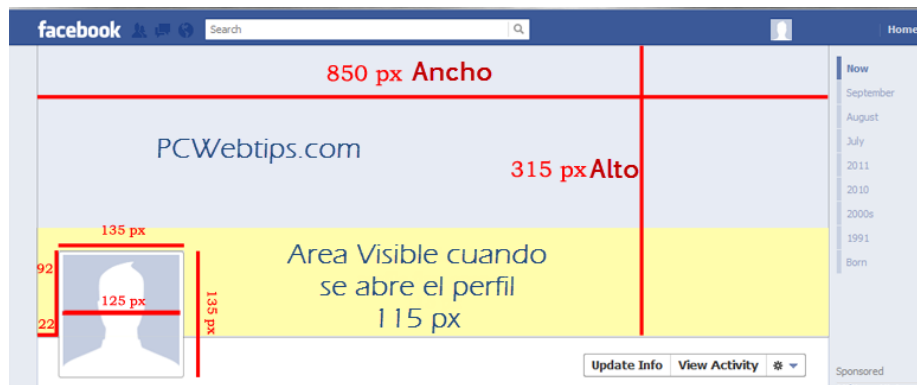 facebook Search Home
850 px Ancho
Now
September
August
July
2011
2010
2000s
1991
Born
PCWebtips.com
315 px Alto
135 px
92
125 px
135 px
22
Area Visible cuando
se abre el perfil
115 px
Update Info View Activity
Sponsored